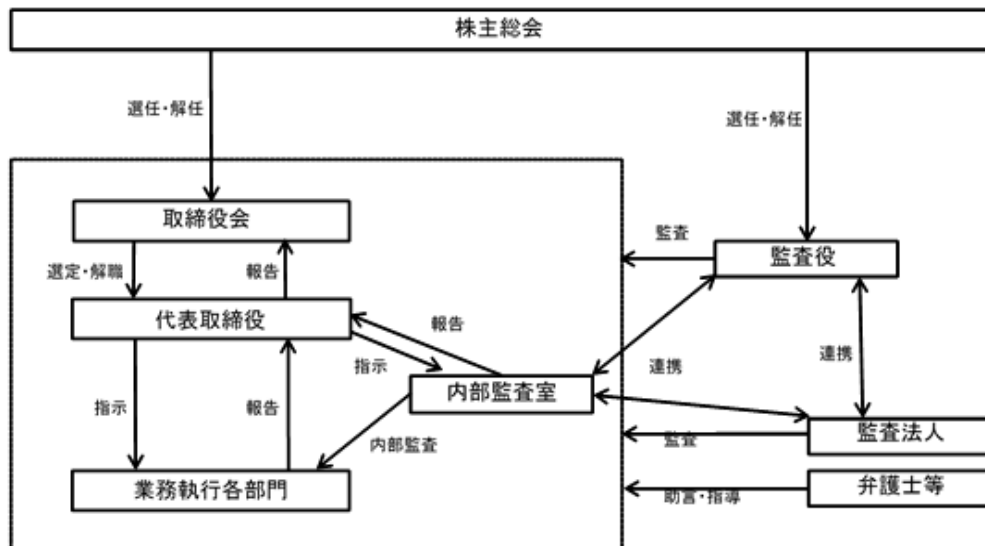 株主総会
選任・解任
選任・解任
取締役会
監査
監査役
選定・解職
報告
代表取締役
報告
指示
連携
連携
内部監査室
指示
報告
内部監査
監査法人
監査
業務執行各部門
弁護士等
助言・指導